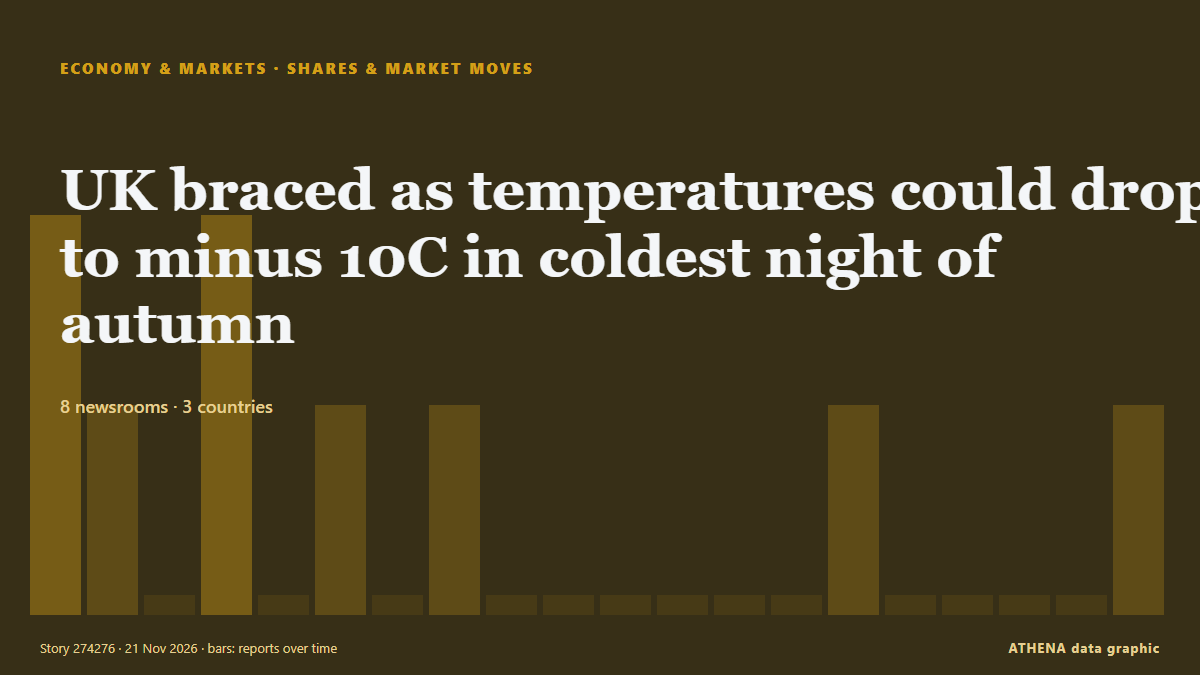 ECONOMY & MARKETS · SHARES & MARKET MOVES
UK braced as temperatures could drop
to minus 10C in coldest night of
autumn
8 newsrooms · 3 countries
Story 274276 · 21 Nov 2026 · bars: reports over time
ATHENA data graphic